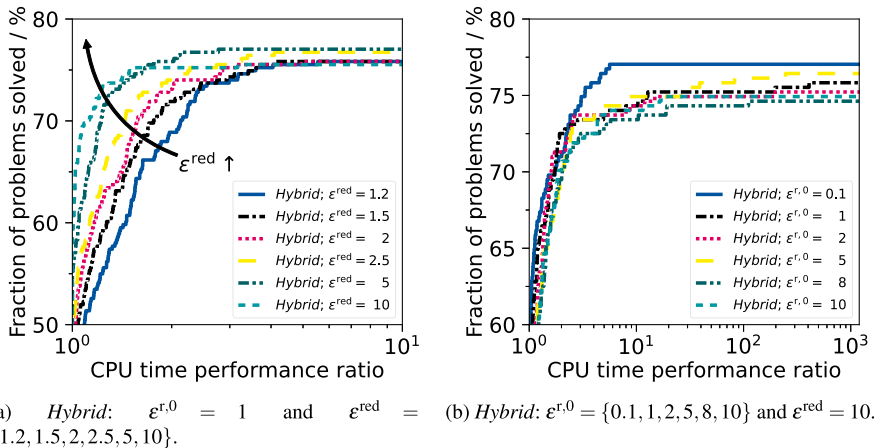 80
70
60
50
Fraction of problems solved / %
ε^red ↑
Hybrid; ε^red = 1.2
Hybrid; ε^red = 1.5
Hybrid; ε^red = 2
Hybrid; ε^red = 2.5
Hybrid; ε^red = 5
Hybrid; ε^red = 10
10^0 10^1
CPU time performance ratio
80
75
70
65
60
Fraction of problems solved / %
Hybrid; ε^r, 0 = 0.1
Hybrid; ε^r, 0 = 1
Hybrid; ε^r, 0 = 2
Hybrid; ε^r, 0 = 5
Hybrid; ε^r, 0 = 8
Hybrid; ε^r, 0 = 10
10^0 10^1 10^2 10^3
CPU time performance ratio
) Hybrid: ε^r,0 = 1 and ε^red =
1.2,1.5,2,2.5,5,10}.
(b) Hybrid: ε^r,0 = {0.1,1,2,5,8,10} and ε^red = 10.